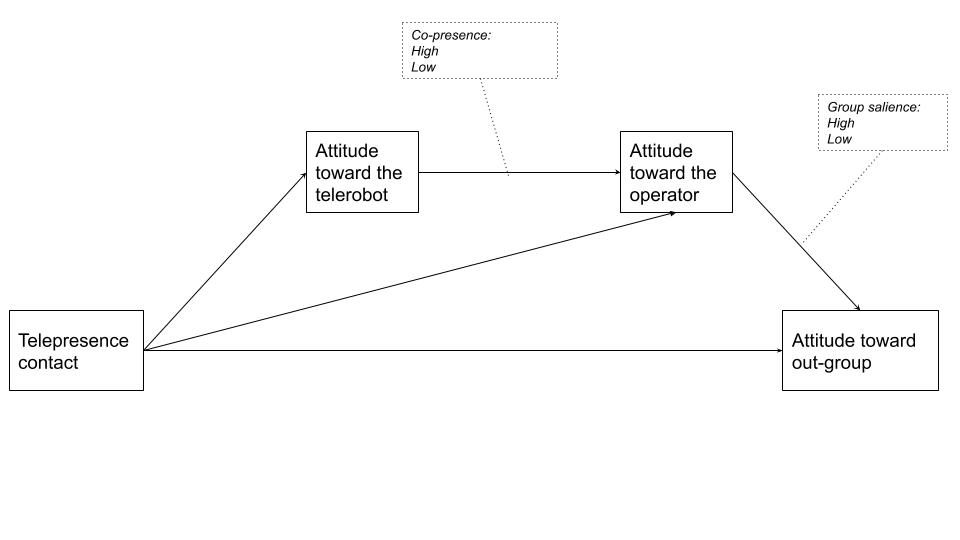 Co-presence:
High
Low
Group salience:
High
Low
Attitude
toward the
telerobot
Attitude
toward the
operator
Telepresence
contact
Attitude toward
out-group